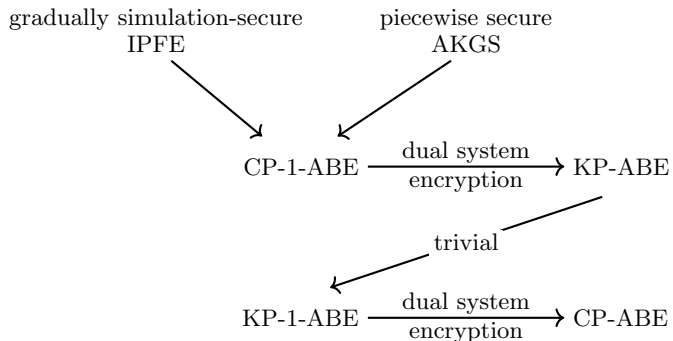 gradually simulation-secure
IPFE
piecewise secure
AKGS
CP-1-ABE
dual system
encryption
KP-ABE
trivial
KP-1-ABE
dual system
encryption
CP-ABE